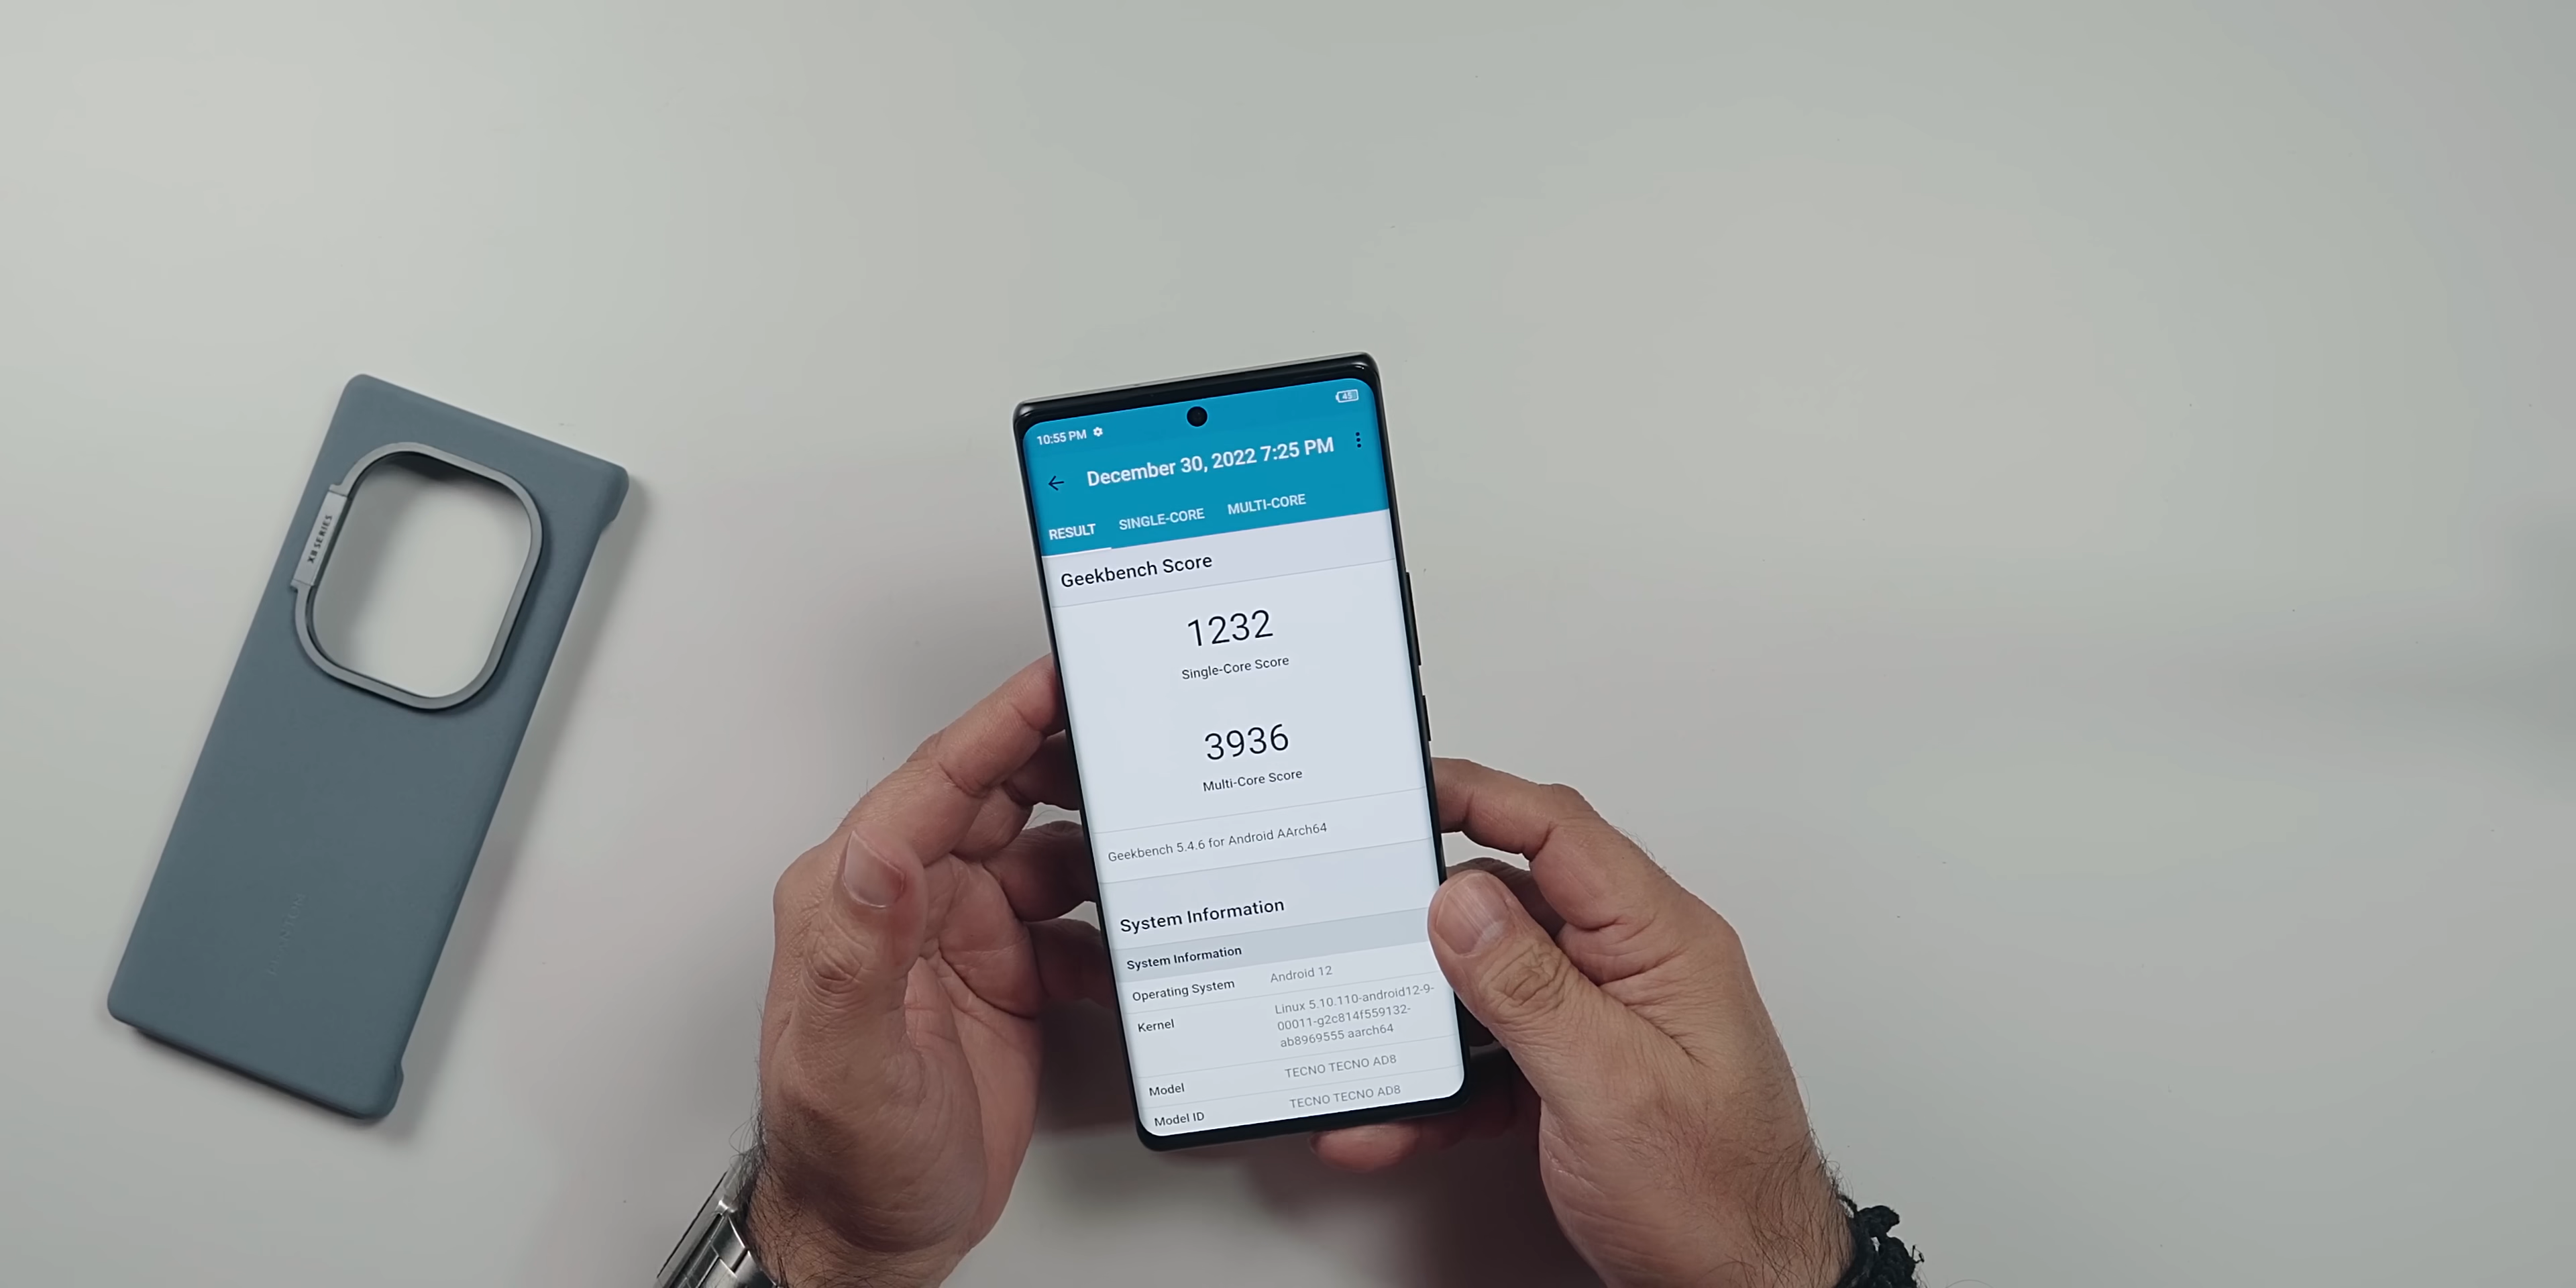 X2 SERIES
PHANTOM
10:55 PM
45
December 30, 2022 7:25 PM
RESULT SINGLE-CORE MULTI-CORE
Geekbench Score
1232
Single-Core Score
3936
Multi-Core Score
Geekbench 5.4.6 for Android AArch64
System Information
System Information
Operating System Android 12
Kernel Linux 5.10.110-android12-9-
00011-g2c814f559132-
ab8969555 aarch64
Model TECNO TECNO AD8
Model ID TECNO TECNO AD8